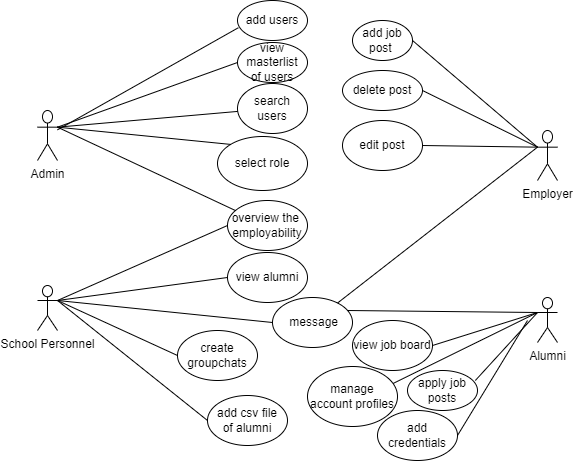 add users
view
masterlist
of users
search
users
select role
Admin
add job
post
delete post
edit post
Employer
overview the
employability
view alumni
message
School Personnel
create
groupchats
add csv file
of alumni
view job board
manage
account profiles
apply job
posts
add
credentials
Alumni